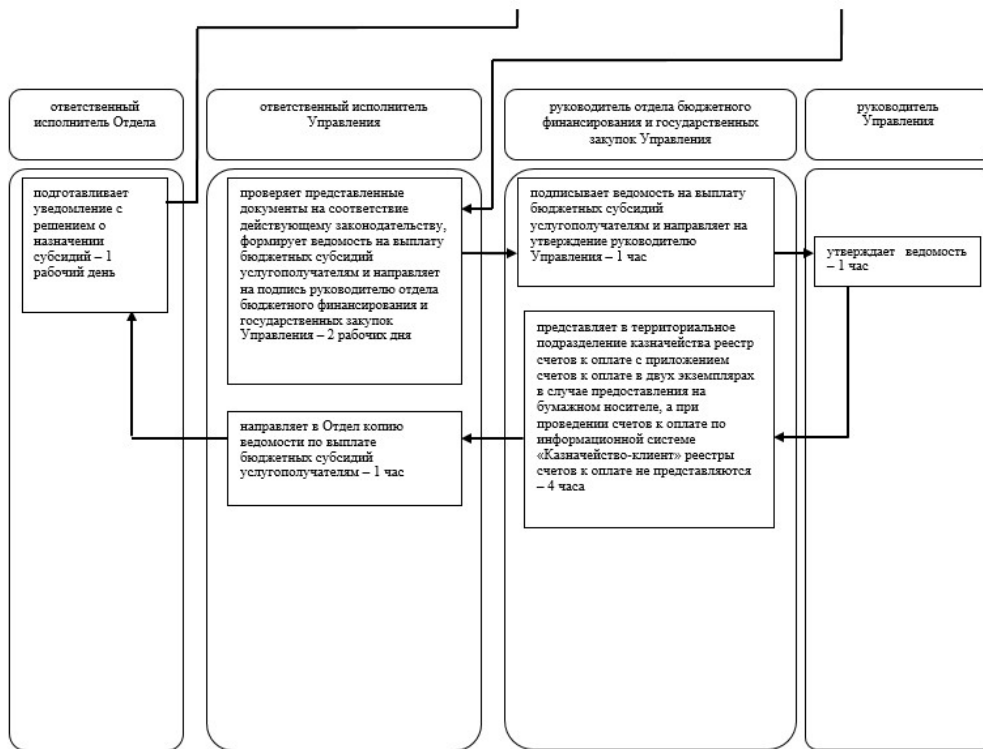 ответственный
исполнитель Отдела
ответственный исполнитель
Управления
руководитель отдела бюджетного
финансирования и государственных
закупок Управления
руководитель
Управления
подготавливает
уведомление с
решением о
назначении
субсидий – 1
рабочий день
проверяет представленные
документы на соответствие
действующему законодательству,
формирует ведомость на выплату
бюджетных субсидий
услугополучателям и направляет
на подпись руководителю отдела
бюджетного финансирования и
государственных закупок
Управления – 2 рабочих дня
подписывает ведомость на выплату
бюджетных субсидий
услугополучателям и направляет на
утверждение руководителю
Управления – 1 час
утверждает ведомость
– 1 час
представляет в территориальное
подразделение казначейства реестр
счетов к оплате с приложением
счетов к оплате в двух экземплярах
в случае предоставления на
бумажном носителе, а при
проведении счетов к оплате по
информационной системе
«Казначейство-клиент» реестры
счетов к оплате не представляются
– 4 часа
направляет в Отдел копию
ведомости по выплате
бюджетных субсидий
услугополучателям – 1 час